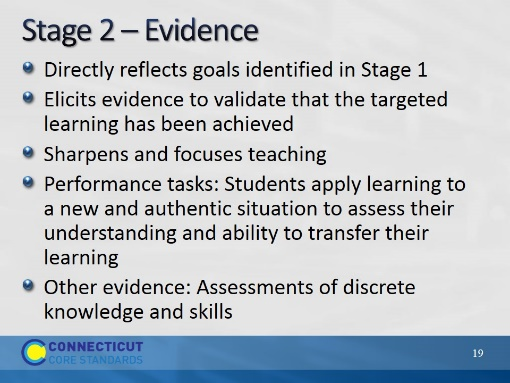 Stage 2 – Evidence
Directly reflects goals identified in Stage 1
Elicits evidence to validate that the targeted
learning has been achieved
Sharpens and focuses teaching
Performance tasks: Students apply learning to
a new and authentic situation to assess their
understanding and ability to transfer their
learning
Other evidence: Assessments of discrete
knowledge and skills
CONNECTICUT
CORE STANDARDS
19